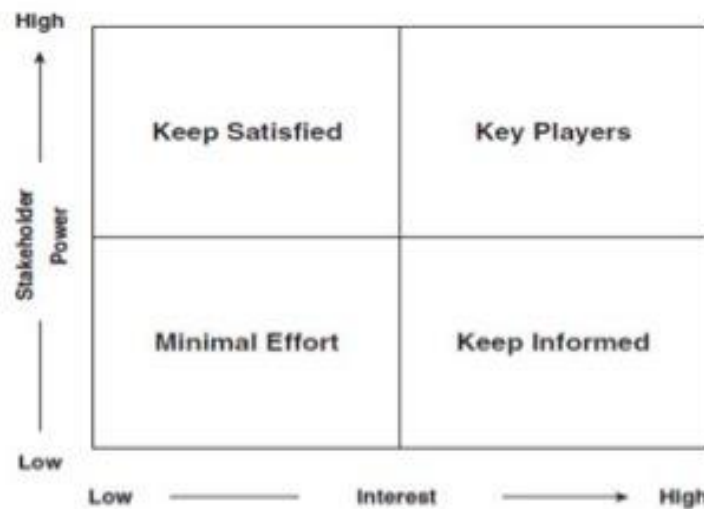 High
Keep Satisfied
Key Players
Stakeholder
Power
Minimal Effort
Keep Informed
Low
Low
Interest
High